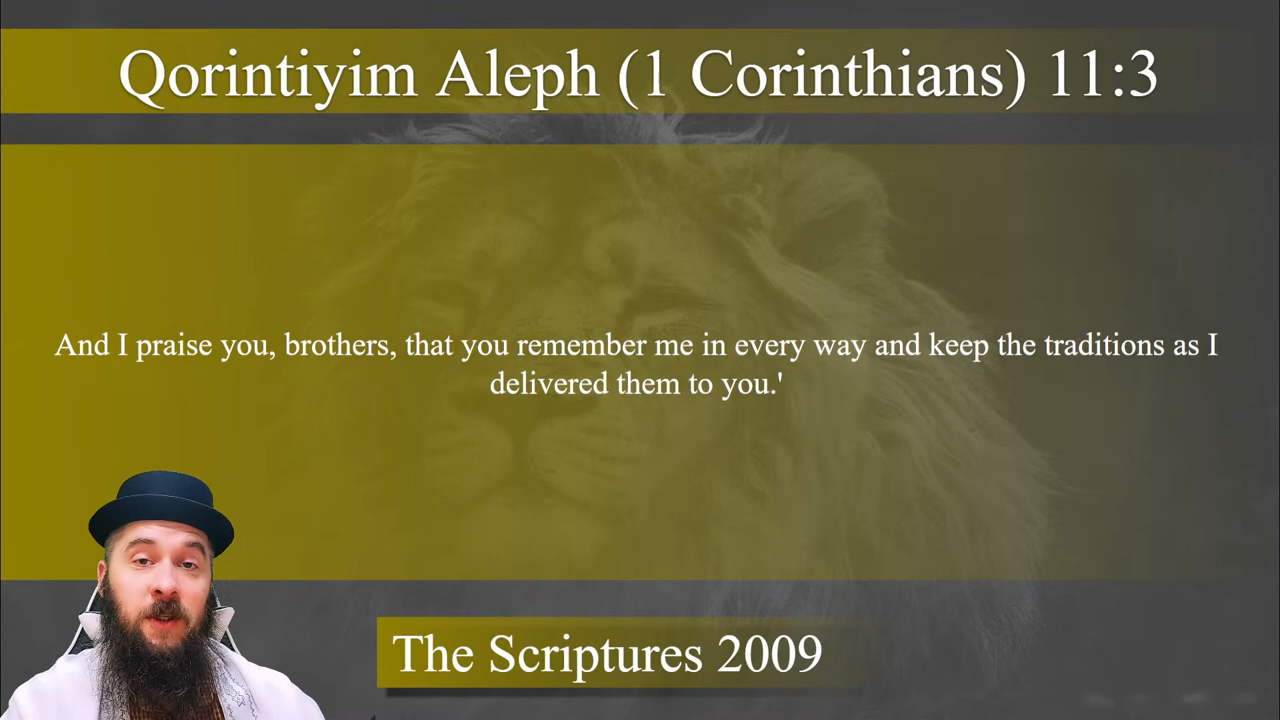 Qorintiyim Aleph (1 Corinthians) 11:3
And I praise you, brothers, that you remember me in every way and keep the traditions as I
delivered them to you.'
The Scriptures 2009